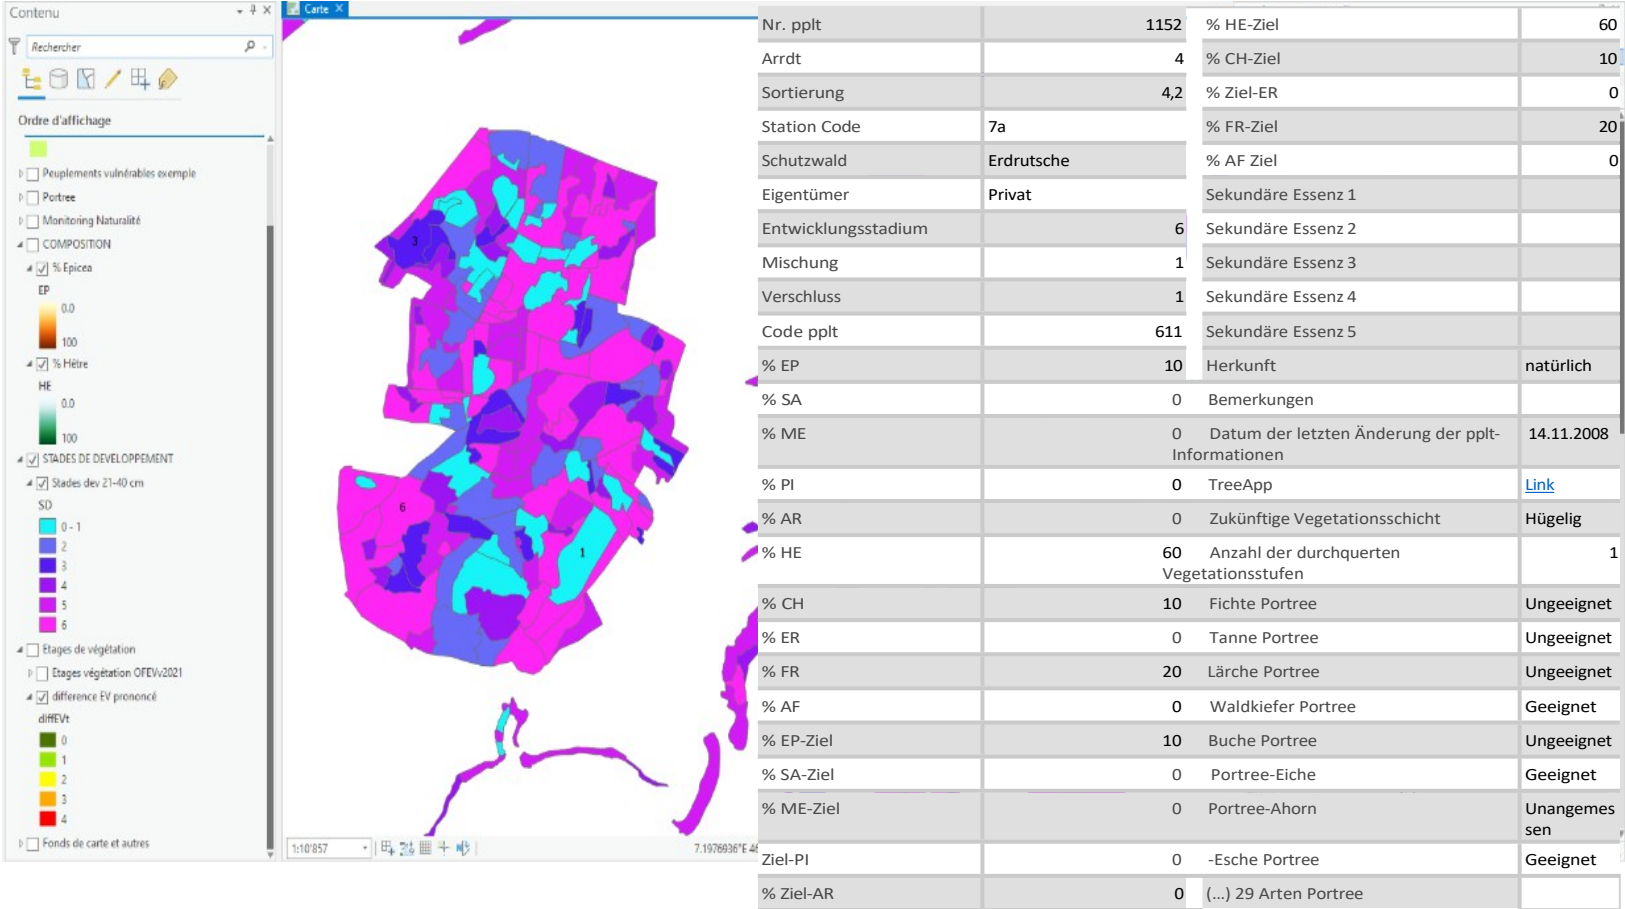 Contenu
Carte
Rechercher
Ordre d'affichage
Peuplements vulnérables exemple
Portree
Monitoring Naturalité
COMPOSITION
% Epicea
EP
0.0
100
% Hêtre
HE
0.0
100
STADES DE DEVELOPPEMENT
Stades dev 21-40 cm
SD
0 - 1
2
3
4
5
6
Etages de végétation
Etages végétation OFEVv2021
difference EV prononcé
diffEVt
0
1
2
3
4
Fonds de carte et autres
3
6
1
1:10'857
7.1976936°E 46
Nr. pplt 1152
Arrdt 4
Sortierung 4,2
Station Code 7a
Schutzwald Erdrutsche
Eigentümer Privat
Entwicklungsstadium 6
Mischung 1
Verschluss 1
Code pplt 611
% EP 10
% SA 0
% ME 0
% PI 0
% AR 0
% HE 60
% CH 10
% ER 0
% FR 20
% AF 0
% EP-Ziel 10
% SA-Ziel 0
% ME-Ziel 0
Ziel-PI 0
% Ziel-AR 0
% HE-Ziel 60
% CH-Ziel 10
% Ziel-ER 0
% FR-Ziel 20
% AF Ziel 0
Sekundäre Essenz 1
Sekundäre Essenz 2
Sekundäre Essenz 3
Sekundäre Essenz 4
Sekundäre Essenz 5
Herkunft natürlich
Bemerkungen
Datum der letzten Änderung der pplt- 14.11.2008
Informationen
TreeApp Link
Zukünftige Vegetationsschicht Hügelig
Anzahl der durchquerten 1
Vegetationsstufen
Fichte Portree Ungeeignet
Tanne Portree Ungeeignet
Lärche Portree Ungeeignet
Waldkiefer Portree Geeignet
Buche Portree Ungeeignet
Portree-Eiche Geeignet
Portree-Ahorn Unangemes
sen
-Esche Portree Geeignet
(...) 29 Arten Portree